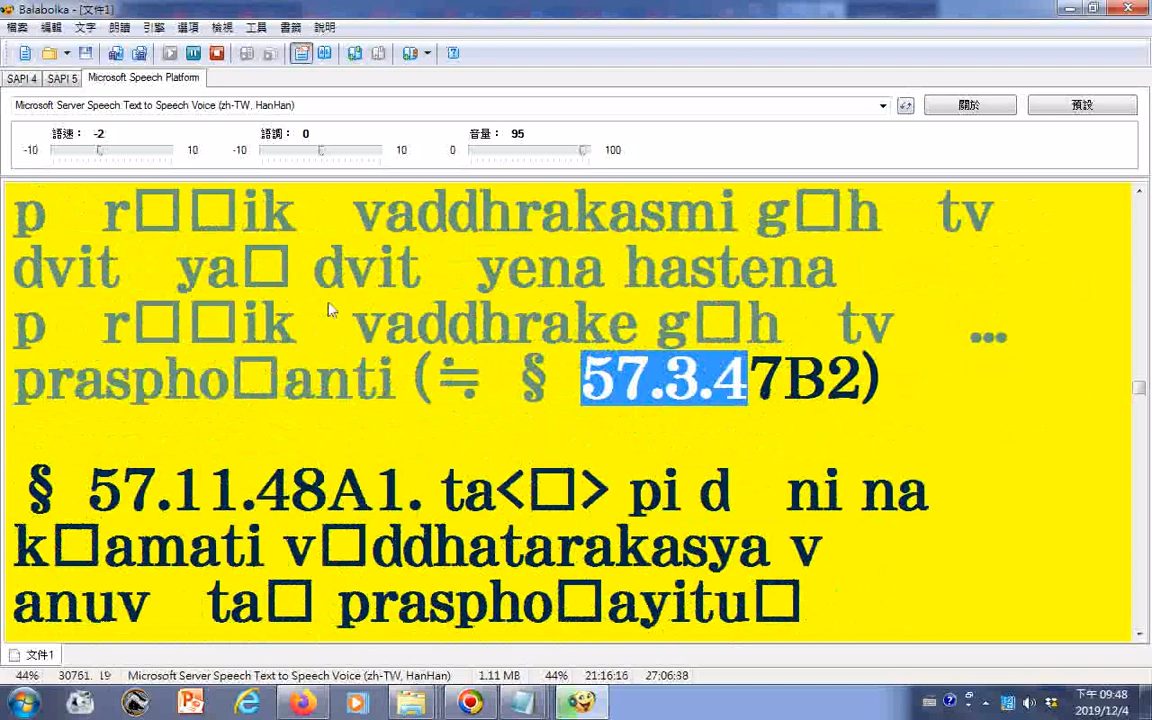 Balabolka - [文件1]
檔案 編輯 文字 朗讀 引擎 選項 檢視 工具 書籤 說明
SAPI 4 SAPI 5 Microsoft Speech Platform
Microsoft Server Speech Text to Speech Voice (zh-TW, HanHan) 關於 預設
語速： -2 語調： 0 音量： 95
-10 10 -10 10 0 100
p r□□ik vaddhrakasmi g□h tv
dvit ya□ dvit yena hastena
p r□□ik vaddhrake g□h tv ...
praspho□anti (≒ § 57.3.47B2)
§ 57.11.48A1. ta<□> pi d ni na
k□amati v□ddhatarakasya v
anuv ta□ praspho□ayitu□
文件1
44% 30761. 19 Microsoft Server Speech Text to Speech Voice (zh-TW, HanHan) 1.11 MB 44% 21:16:16 27:06:38
下午 09:48
2019/12/4